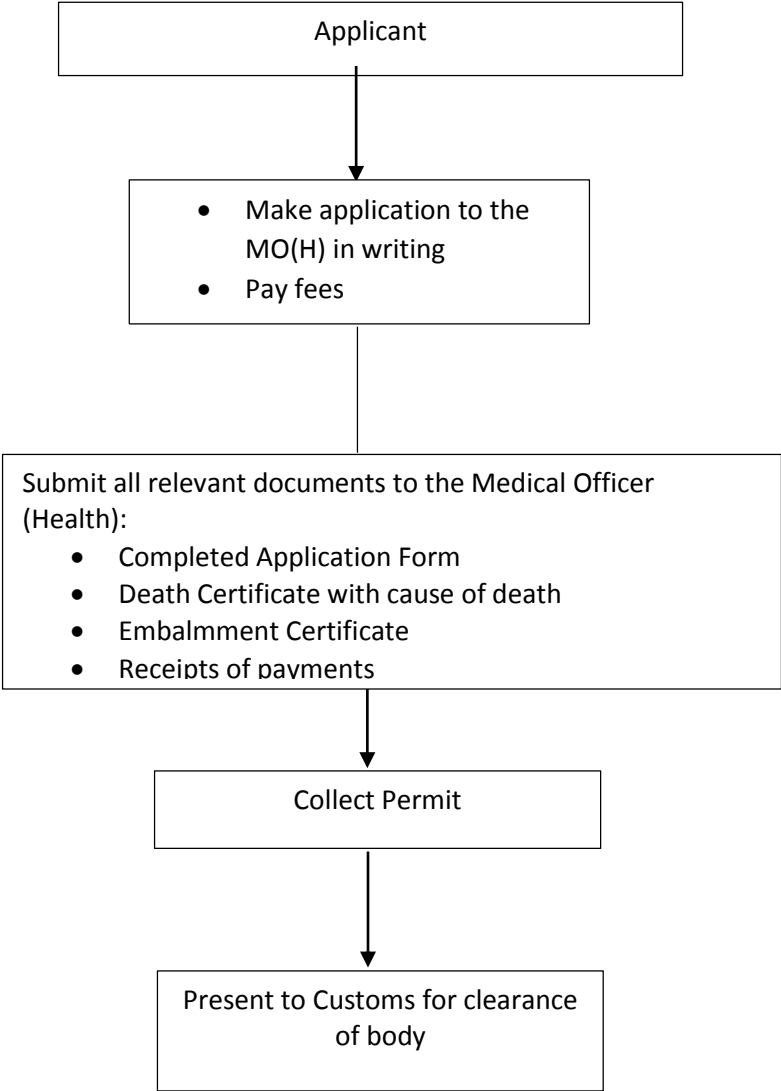 Applicant
• Make application to the
MO(H) in writing
• Pay fees
Submit all relevant documents to the Medical Officer
(Health):
• Completed Application Form
• Death Certificate with cause of death
• Embalmment Certificate
• Receipts of payments
Collect Permit
Present to Customs for clearance
of body